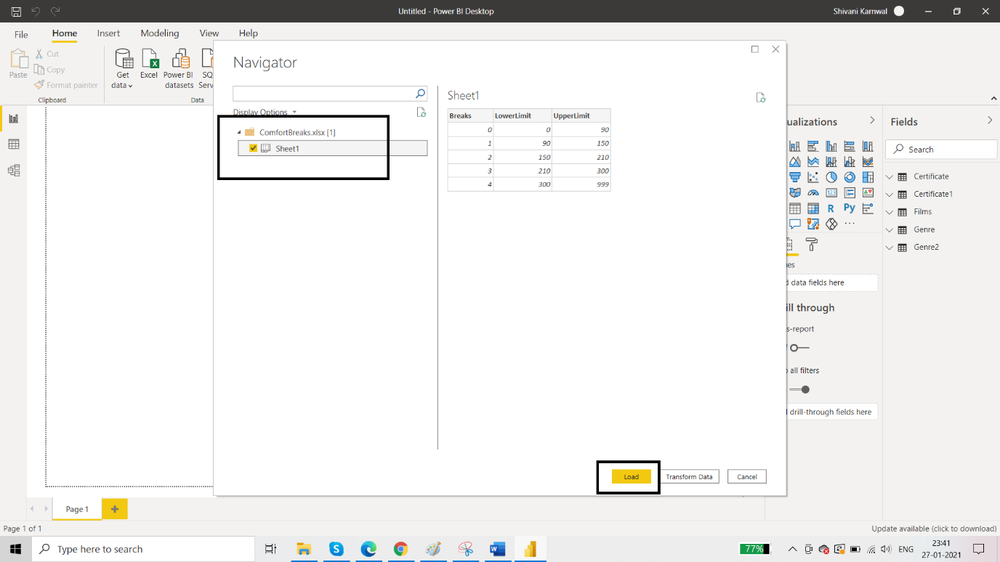 Untitled - Power BI Desktop
Shivani Karnwal
File Home Insert Modeling View Help
Paste
Cut
Copy
Format painter
Clipboard
Get data
Excel
Power BI datasets
SQ
Serv
Data
Navigator
Display Options
ComfortBreaks.xlsx [1]
Sheet1
Sheet1
Breaks LowerLimit UpperLimit
0 0 90
1 90 150
2 150 210
3 210 300
4 300 999
Load Transform Data Cancel
ualizations
123
R Py
es
d data fields here
ill through
s-report
all filters
drill-through fields here
Fields
Search
Certificate
Certificate1
Films
Genre
Genre2
Page 1
+
Page 1 of 1
Update available (click to download)
Type here to search
77%
ENG
23:41
27-01-2021